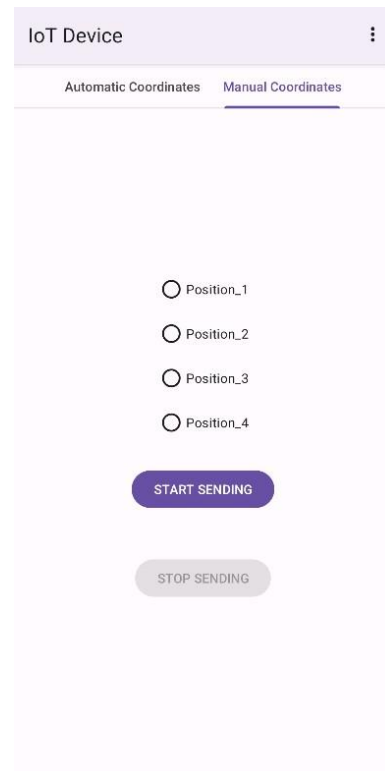 IoT Device
Automatic Coordinates Manual Coordinates
Position_1
Position_2
Position_3
Position_4
START SENDING
STOP SENDING